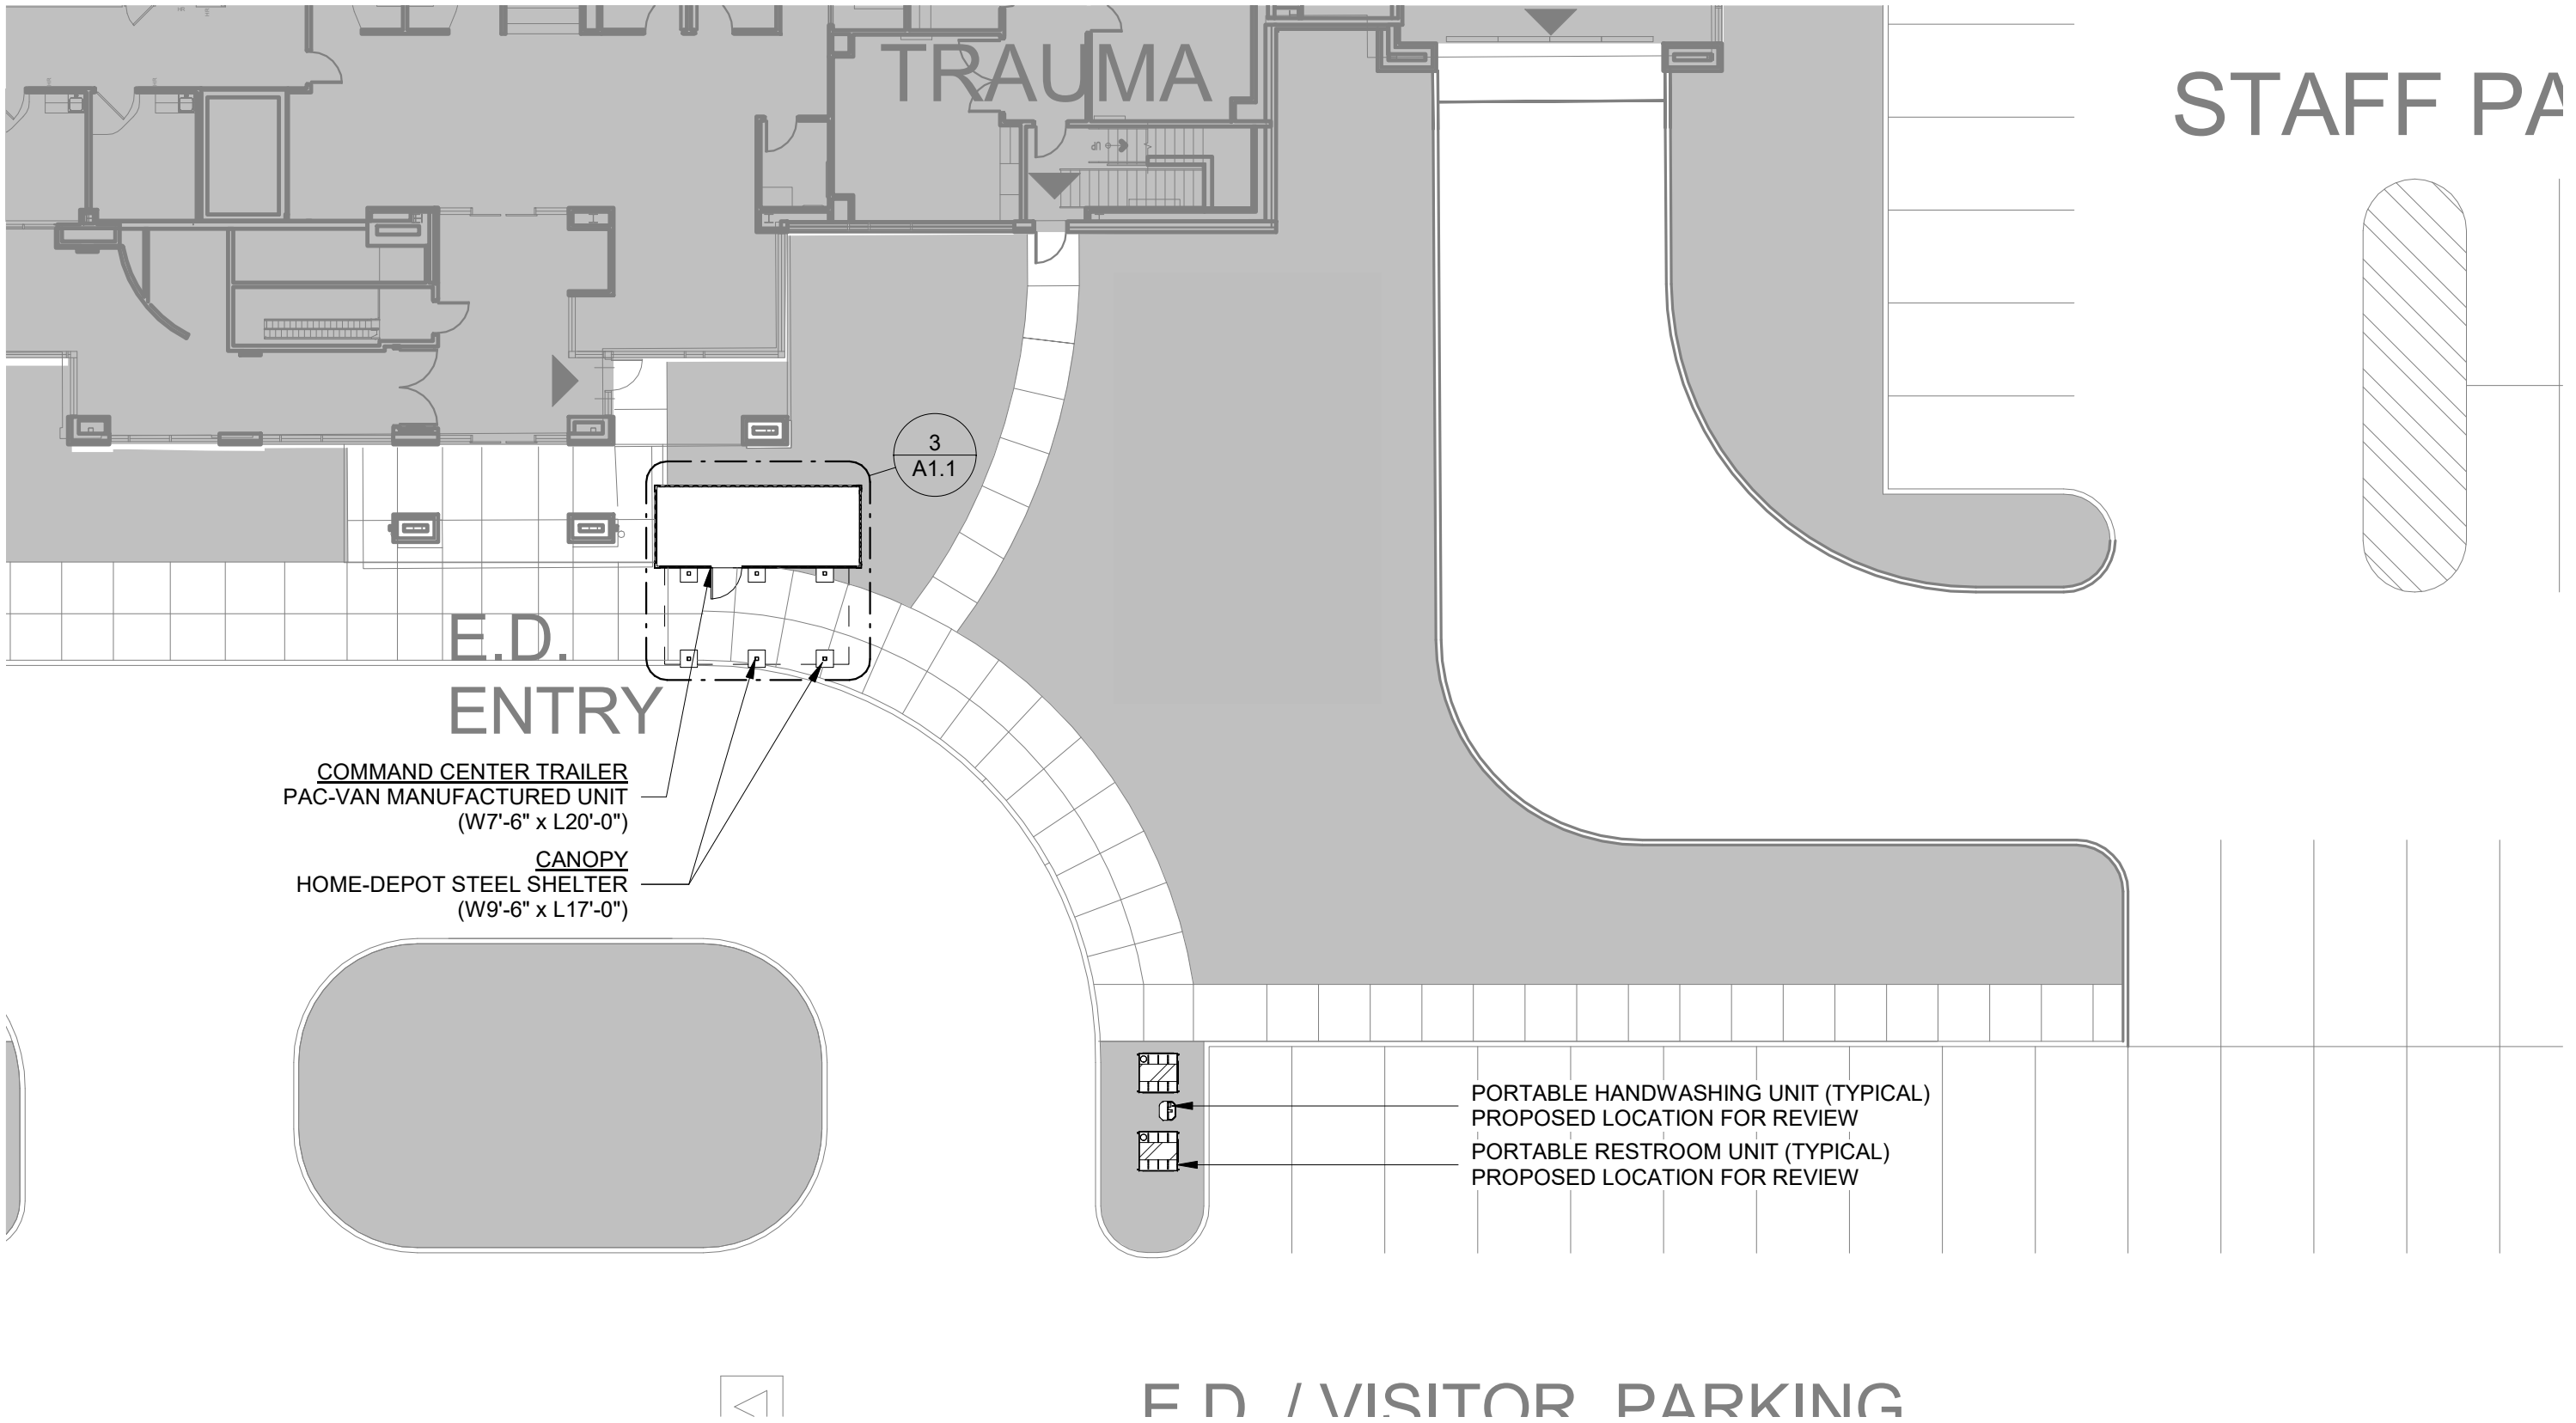 TRAUMA
STAFF PA
3
A1.1
E.D.
ENTRY
COMMAND CENTER TRAILER
PAC-VAN MANUFACTURED UNIT
(W7'-6" x L20'-0")
CANOPY
HOME-DEPOT STEEL SHELTER
(W9'-6" x L17'-0")
PORTABLE HANDWASHING UNIT (TYPICAL)
PROPOSED LOCATION FOR REVIEW
PORTABLE RESTROOM UNIT (TYPICAL)
PROPOSED LOCATION FOR REVIEW
E.D. / VISITOR PARKING